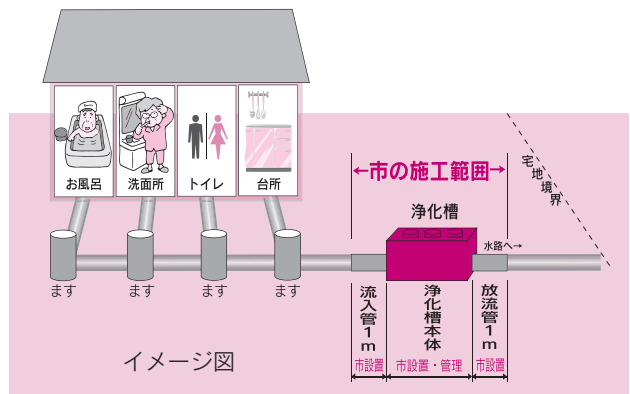 お風呂
洗面所
トイレ
台所
←市の施工範囲→
宅地境界
浄化槽
水路へ→
ます
ます
ます
ます
流入管1m
浄化槽本体
放流管1m
市設置
市設置・管理
市設置
イメージ図